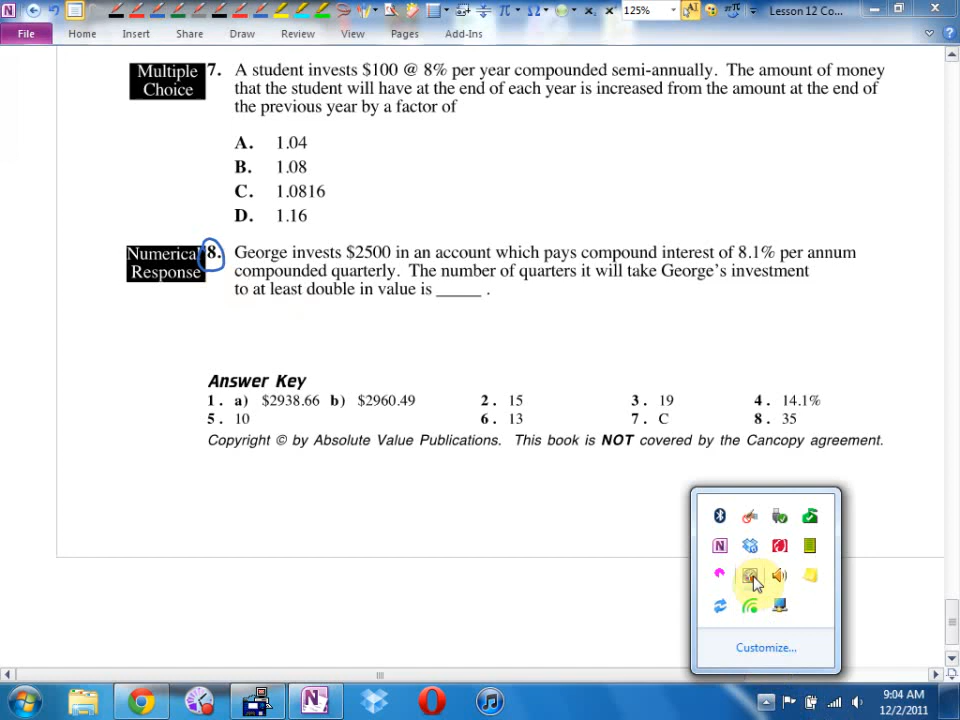 125%
Lesson 12 Co...
File Home Insert Share Draw Review View Pages Add-Ins
Multiple Choice
7. A student invests $100 @ 8% per year compounded semi-annually. The amount of money
that the student will have at the end of each year is increased from the amount at the end of
the previous year by a factor of
A. 1.04
B. 1.08
C. 1.0816
D. 1.16
Numerical Response
8. George invests $2500 in an account which pays compound interest of 8.1% per annum
compounded quarterly. The number of quarters it will take George's investment
to at least double in value is _____ .
Answer Key
1. a) $2938.66 b) $2960.49 2. 15 3. 19 4. 14.1%
5. 10 6. 13 7. C 8. 35
Copyright © by Absolute Value Publications. This book is NOT covered by the Cancopy agreement.
Customize...
9:04 AM
12/2/2011